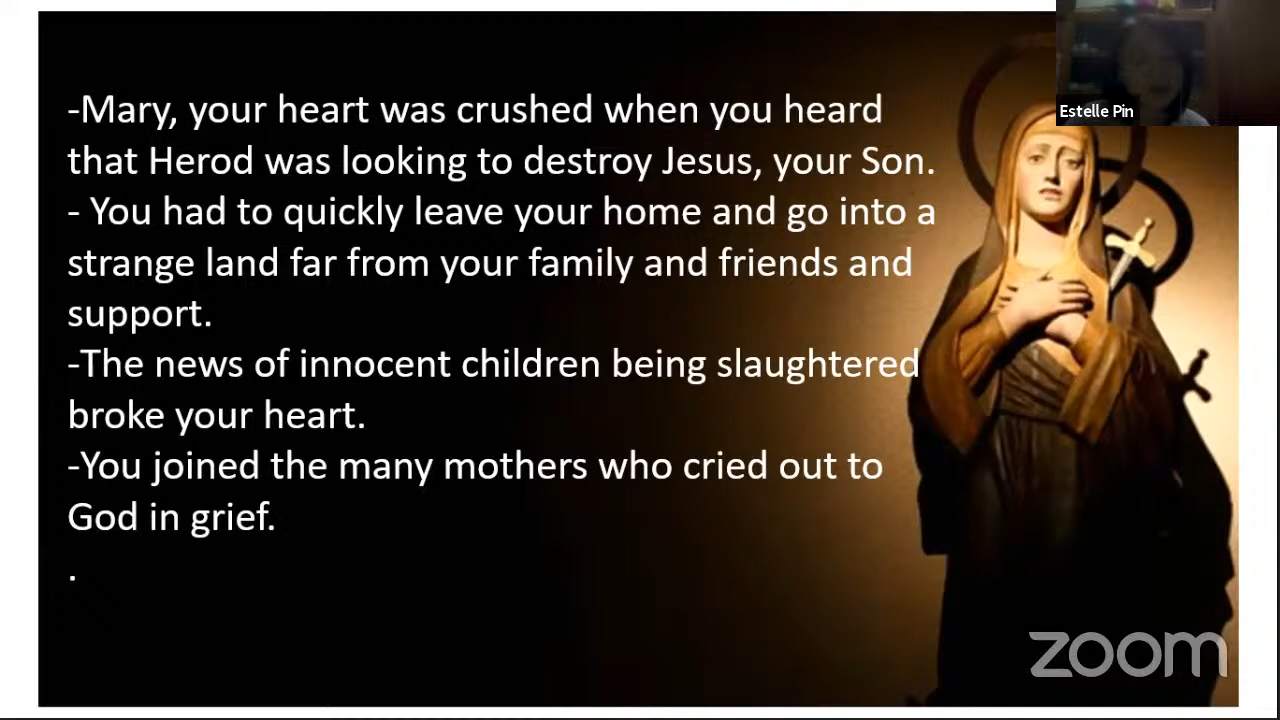 Estelle Pin
-Mary, your heart was crushed when you heard
that Herod was looking to destroy Jesus, your Son.
- You had to quickly leave your home and go into a
strange land far from your family and friends and
support.
-The news of innocent children being slaughtered
broke your heart.
-You joined the many mothers who cried out to
God in grief.
.
zoom